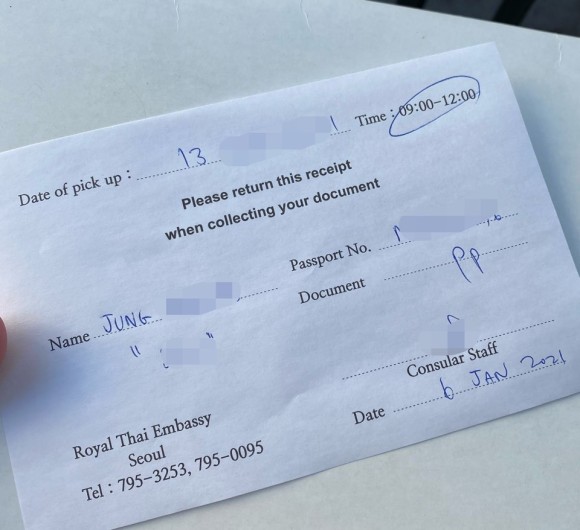 Date of pick up : 13 Time : 09:00-12:00
Please return this receipt
when collecting your document
Passport No.
Document PP
Name JUNG
" "
Consular Staff
Date 6 JAN 2021
Royal Thai Embassy
Seoul
Tel : 795-3253, 795-0095